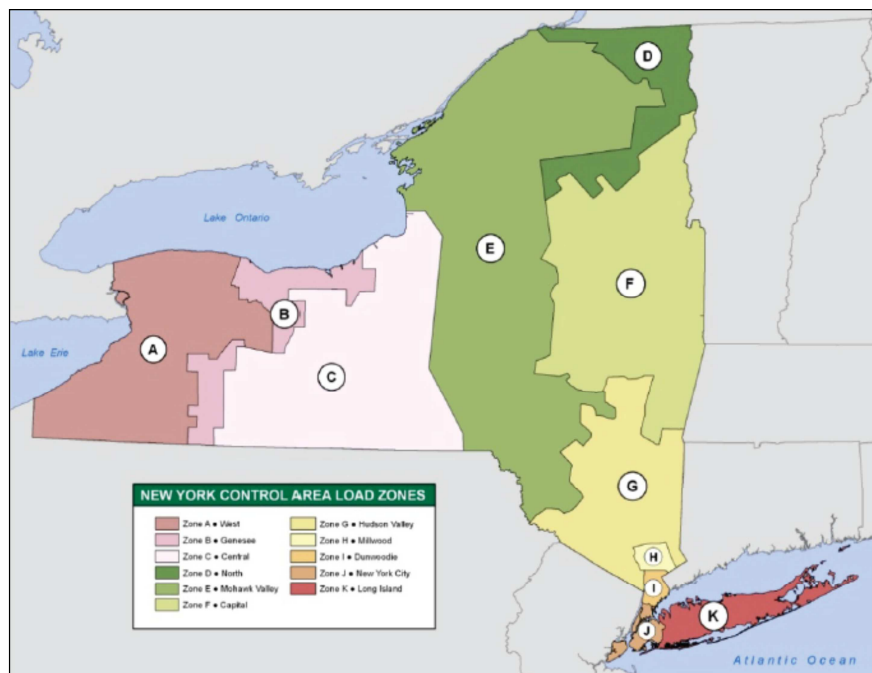 D
Lake Ontario
E
F
B
A
Lake Erie
C
G
NEW YORK CONTROL AREA LOAD ZONES
Zone A ● West
Zone B ● Genesee
Zone C ● Central
Zone D ● North
Zone E ● Mohawk Valley
Zone F ● Capital
Zone G ● Hudson Valley
Zone H ● Millwood
Zone I ● Dunwoodie
Zone J ● New York City
Zone K ● Long Island
H
I
K
J
Atlantic Ocean